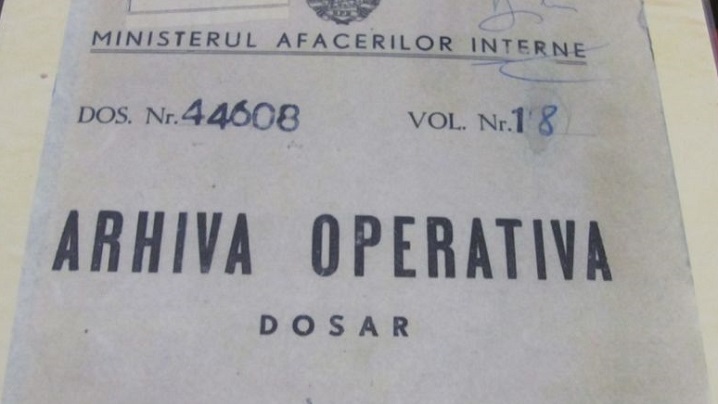 MINISTERUL AFACERILOR INTERNE
DOS. Nr. 44608 VOL. Nr. 18
ARHIVA OPERATIVA
DOSAR